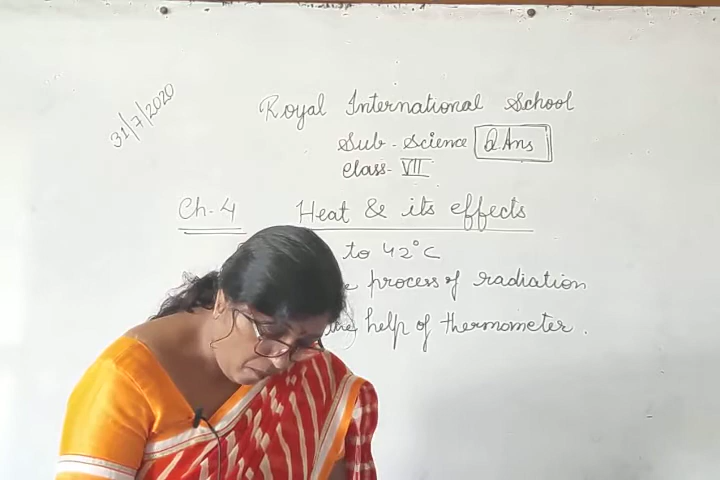 31/7/2020
Royal International School
Sub - Science Q.Ans
Class - VII
Ch. 4 Heat & its effects
to 42°C
process of radiation
the help of thermometer.